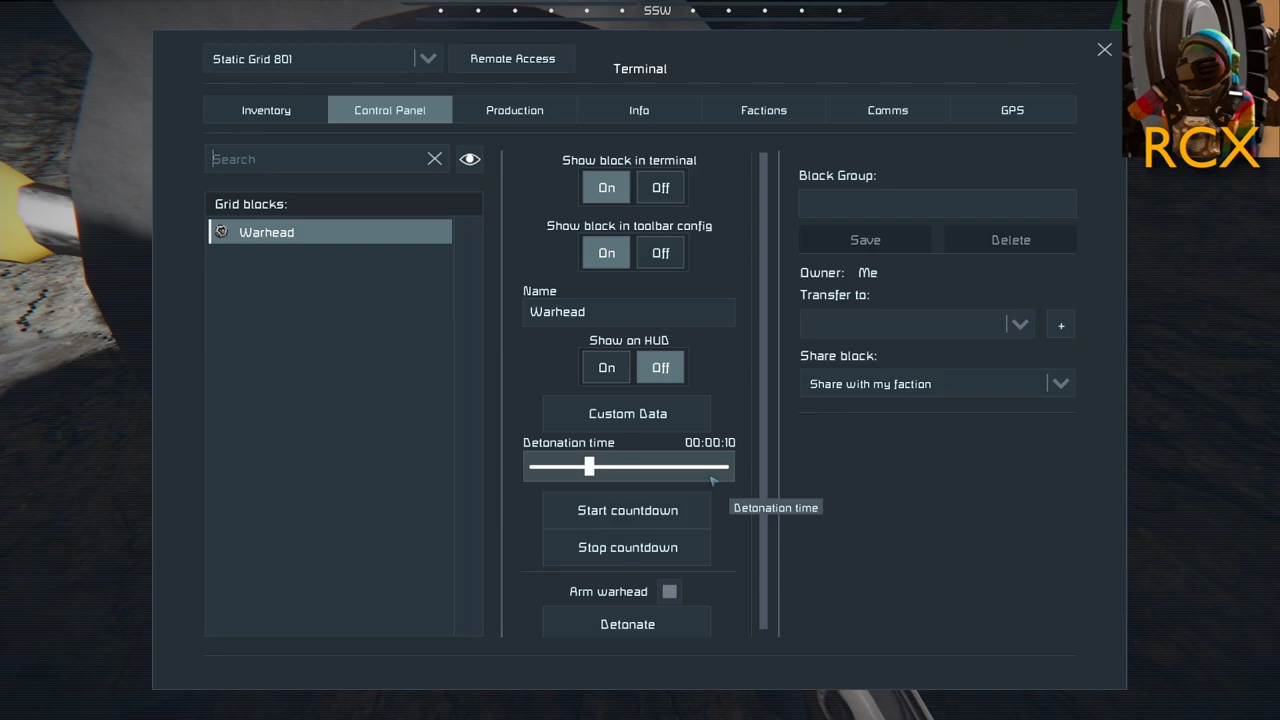 SSW
Static Grid 801
Remote Access
Terminal
Inventory
Control Panel
Production
Info
Factions
Comms
GPS
RCX
Search
Grid blocks:
Warhead
Show block in terminal
On
Off
Show block in toolbar config
On
Off
Name
Warhead
Show on HUD
On
Off
Custom Data
Detonation time
00:00:10
Detonation time
Start countdown
Stop countdown
Arm warhead
Detonate
Block Group:
Save
Delete
Owner: Me
Transfer to:
+
Share block:
Share with my faction